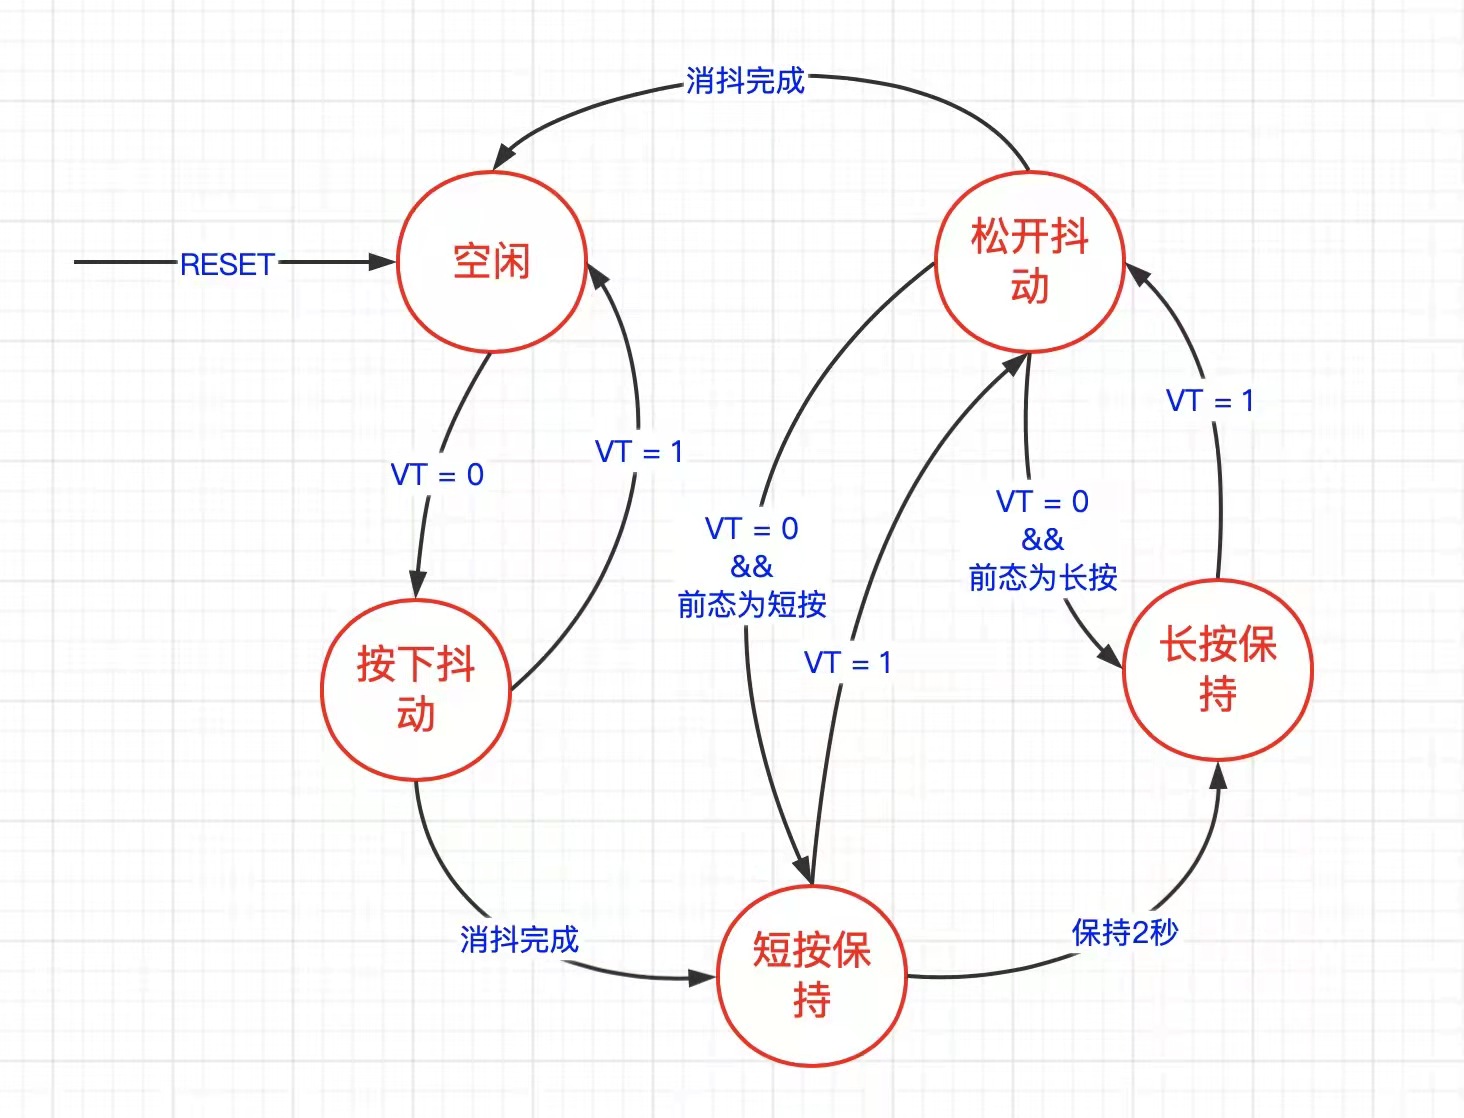 消抖完成
RESET
空闲
松开抖
动
VT = 1
VT = 0
VT = 1
VT = 0
&&
前态为短按
VT = 0
&&
前态为长按
VT = 1
按下抖
动
长按保
持
消抖完成
短按保
持
保持2秒